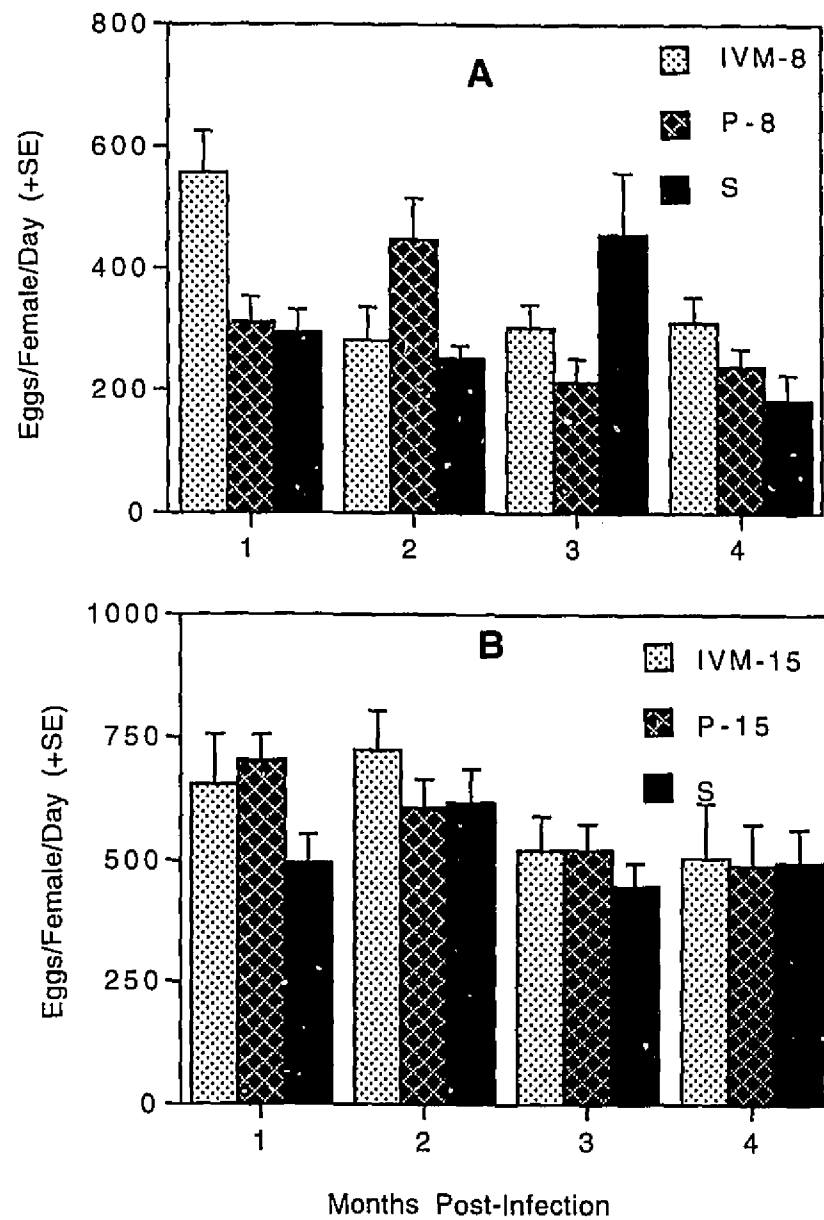 800
600
400
200
0
Eggs/Female/Day (+SE)
A
IVM-8
P-8
S
1 2 3 4
1000
750
500
250
0
Eggs/Female/Day (+SE)
B
IVM-15
P-15
S
1 2 3 4
Months Post-Infection